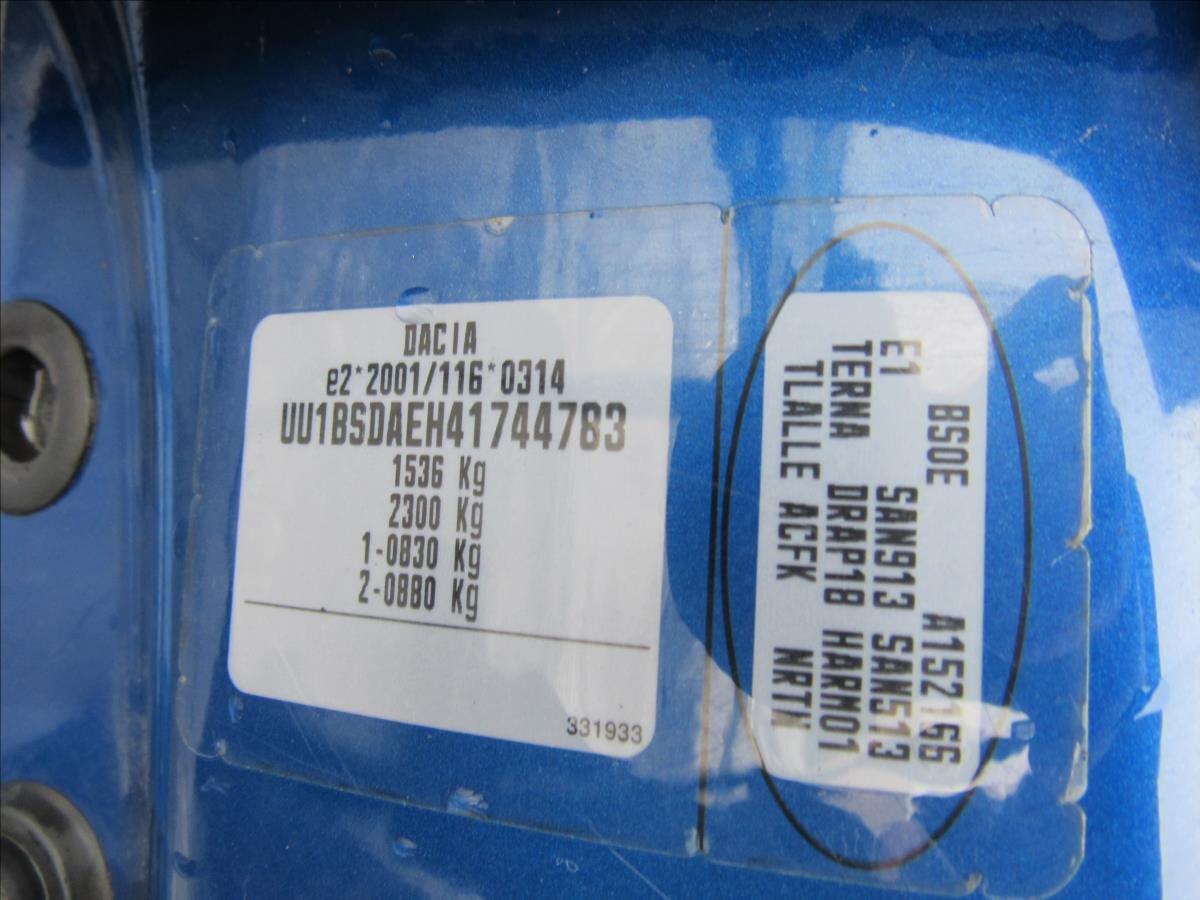 DACIA
e2*2001/116*0314
UU1BSDAEH41744783
1536 Kg
2300 Kg
1-0830 Kg
2-0880 Kg
331933
BSOE A152166
E1 SAN913 SAN513
TERNA DRAP18 HARM01
TLALLE ACFK NRTN